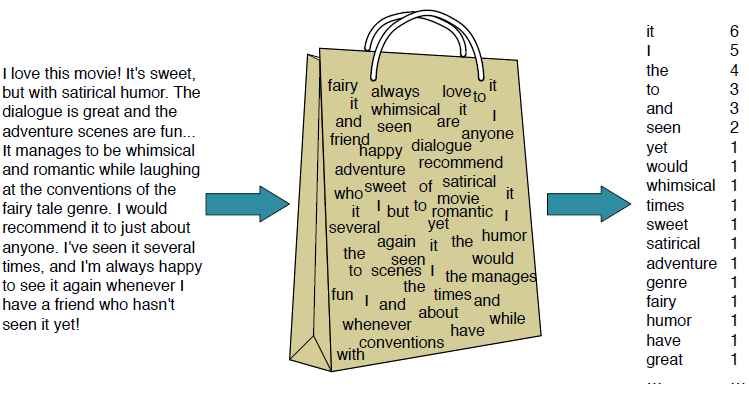 I love this movie! It's sweet,
but with satirical humor. The
dialogue is great and the
adventure scenes are fun...
It manages to be whimsical
and romantic while laughing
at the conventions of the
fairy tale genre. I would
recommend it to just about
anyone. I've seen it several
times, and I'm always happy
to see it again whenever I
have a friend who hasn't
seen it yet!
fairy always love to it
it whimsical it I
and seen are anyone
friend happy dialogue
adventure recommend
who sweet of satirical it
it I but to movie romantic I
several yet
again it the humor
the seen would
to scenes I the manages
fun the times and
I and about
whenever have while
conventions
with
it 6
I 5
the 4
to 3
and 3
seen 2
yet 1
would 1
whimsical 1
times 1
sweet 1
satirical 1
adventure 1
genre 1
fairy 1
humor 1
have 1
great 1
... ...